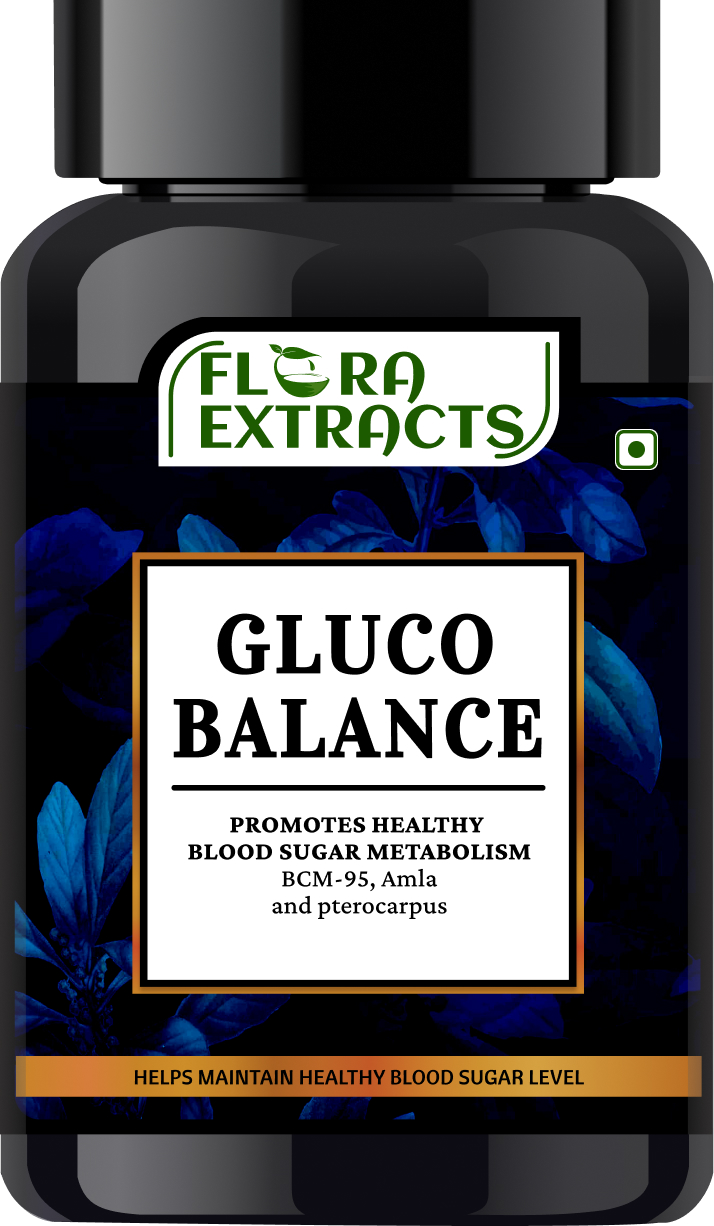 FLORA
EXTRACTS
GLUCO
BALANCE
PROMOTES HEALTHY
BLOOD SUGAR METABOLISM
BCM-95, Amla
and pterocarpus
HELPS MAINTAIN HEALTHY BLOOD SUGAR LEVEL